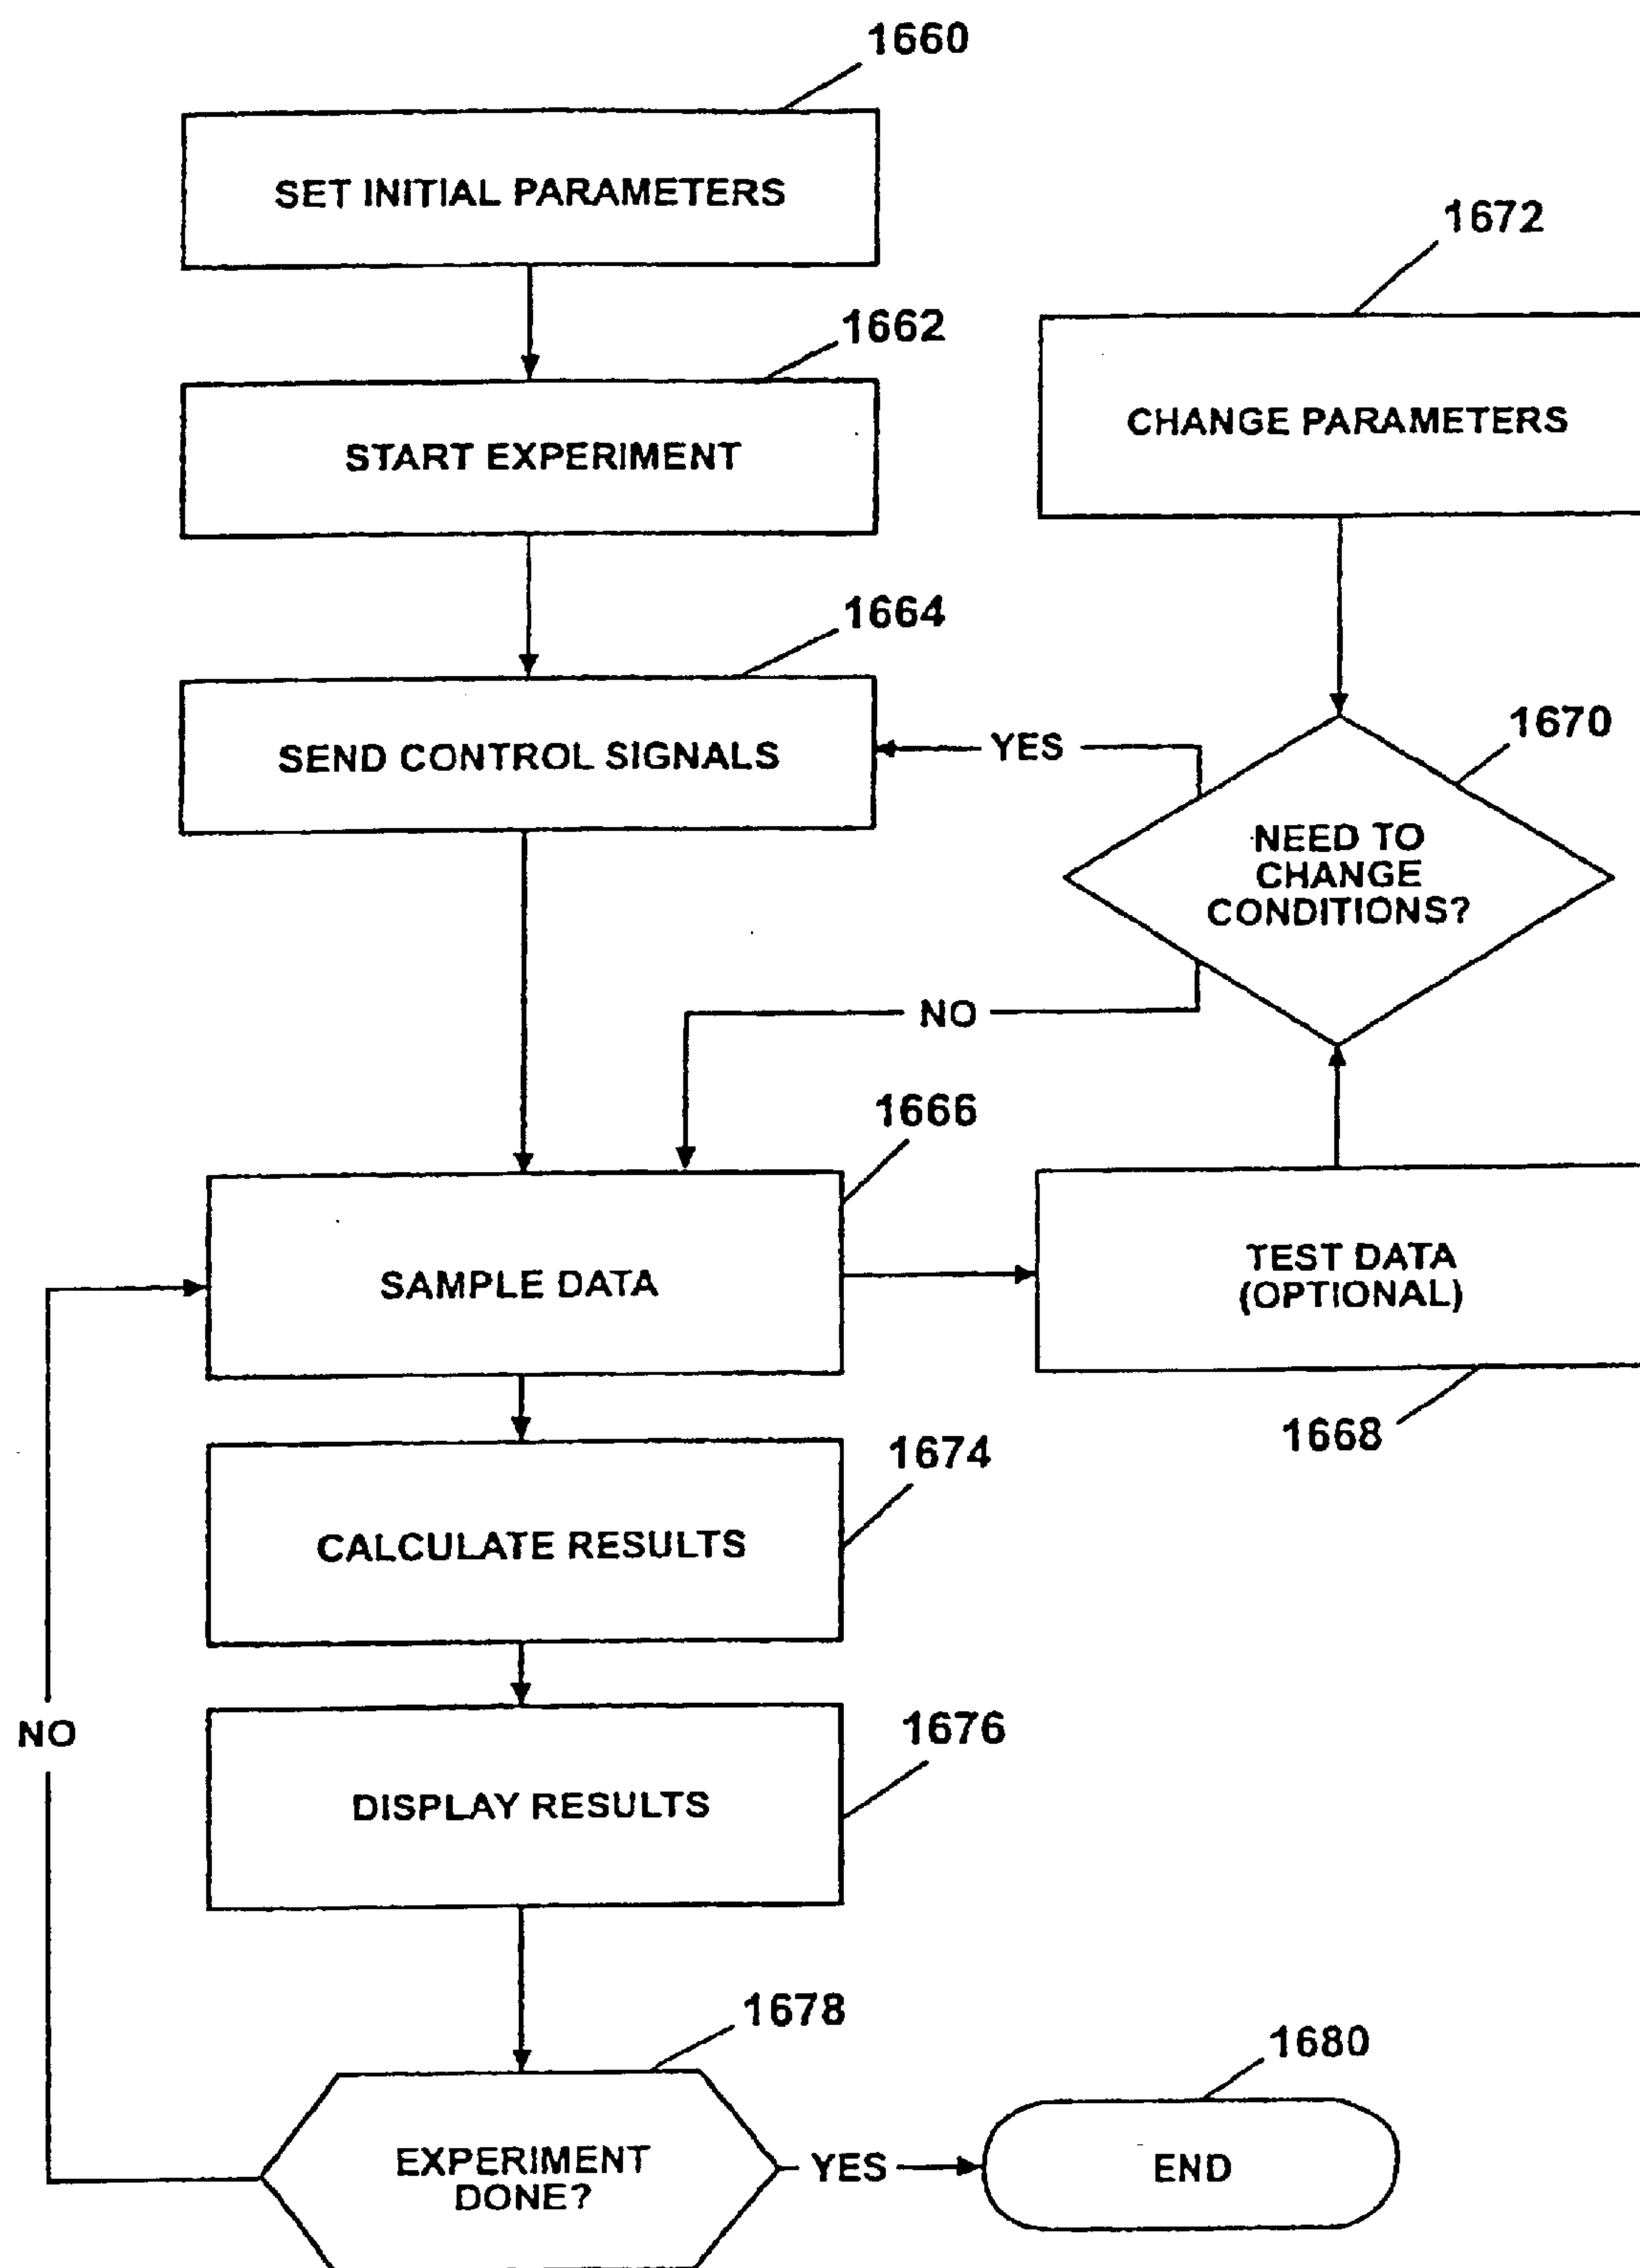 1660
SET INITIAL PARAMETERS
1672
1662
START EXPERIMENT
CHANGE PARAMETERS
1664
SEND CONTROL SIGNALS
YES
1670
NEED TO
CHANGE
CONDITIONS?
NO
1666
SAMPLE DATA
TEST DATA
(OPTIONAL)
1668
1674
CALCULATE RESULTS
NO
1676
DISPLAY RESULTS
1678
EXPERIMENT
DONE?
YES
1680
END